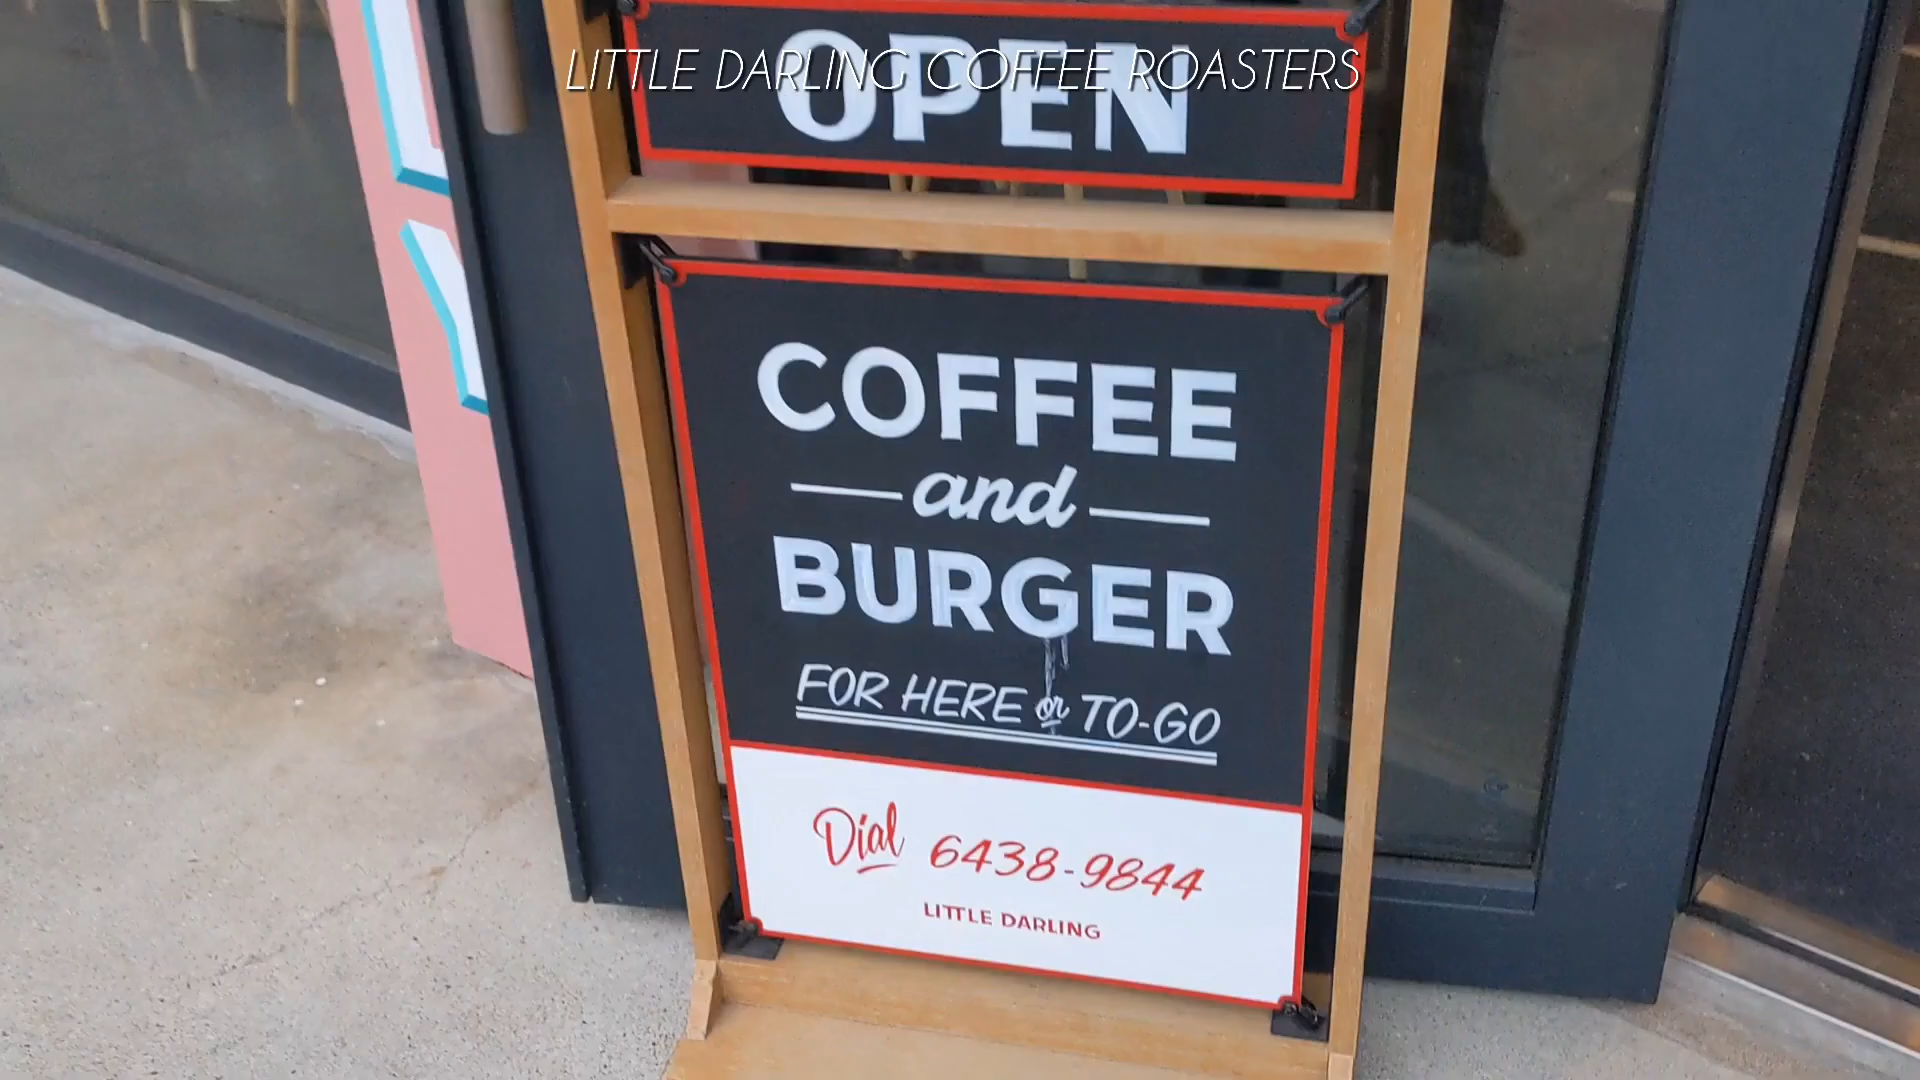 LITTLE DARLING COFFEE ROASTERS
OPEN
COFFEE
and
BURGER
FOR HERE or TO-GO
Dial 6438-9844
LITTLE DARLING